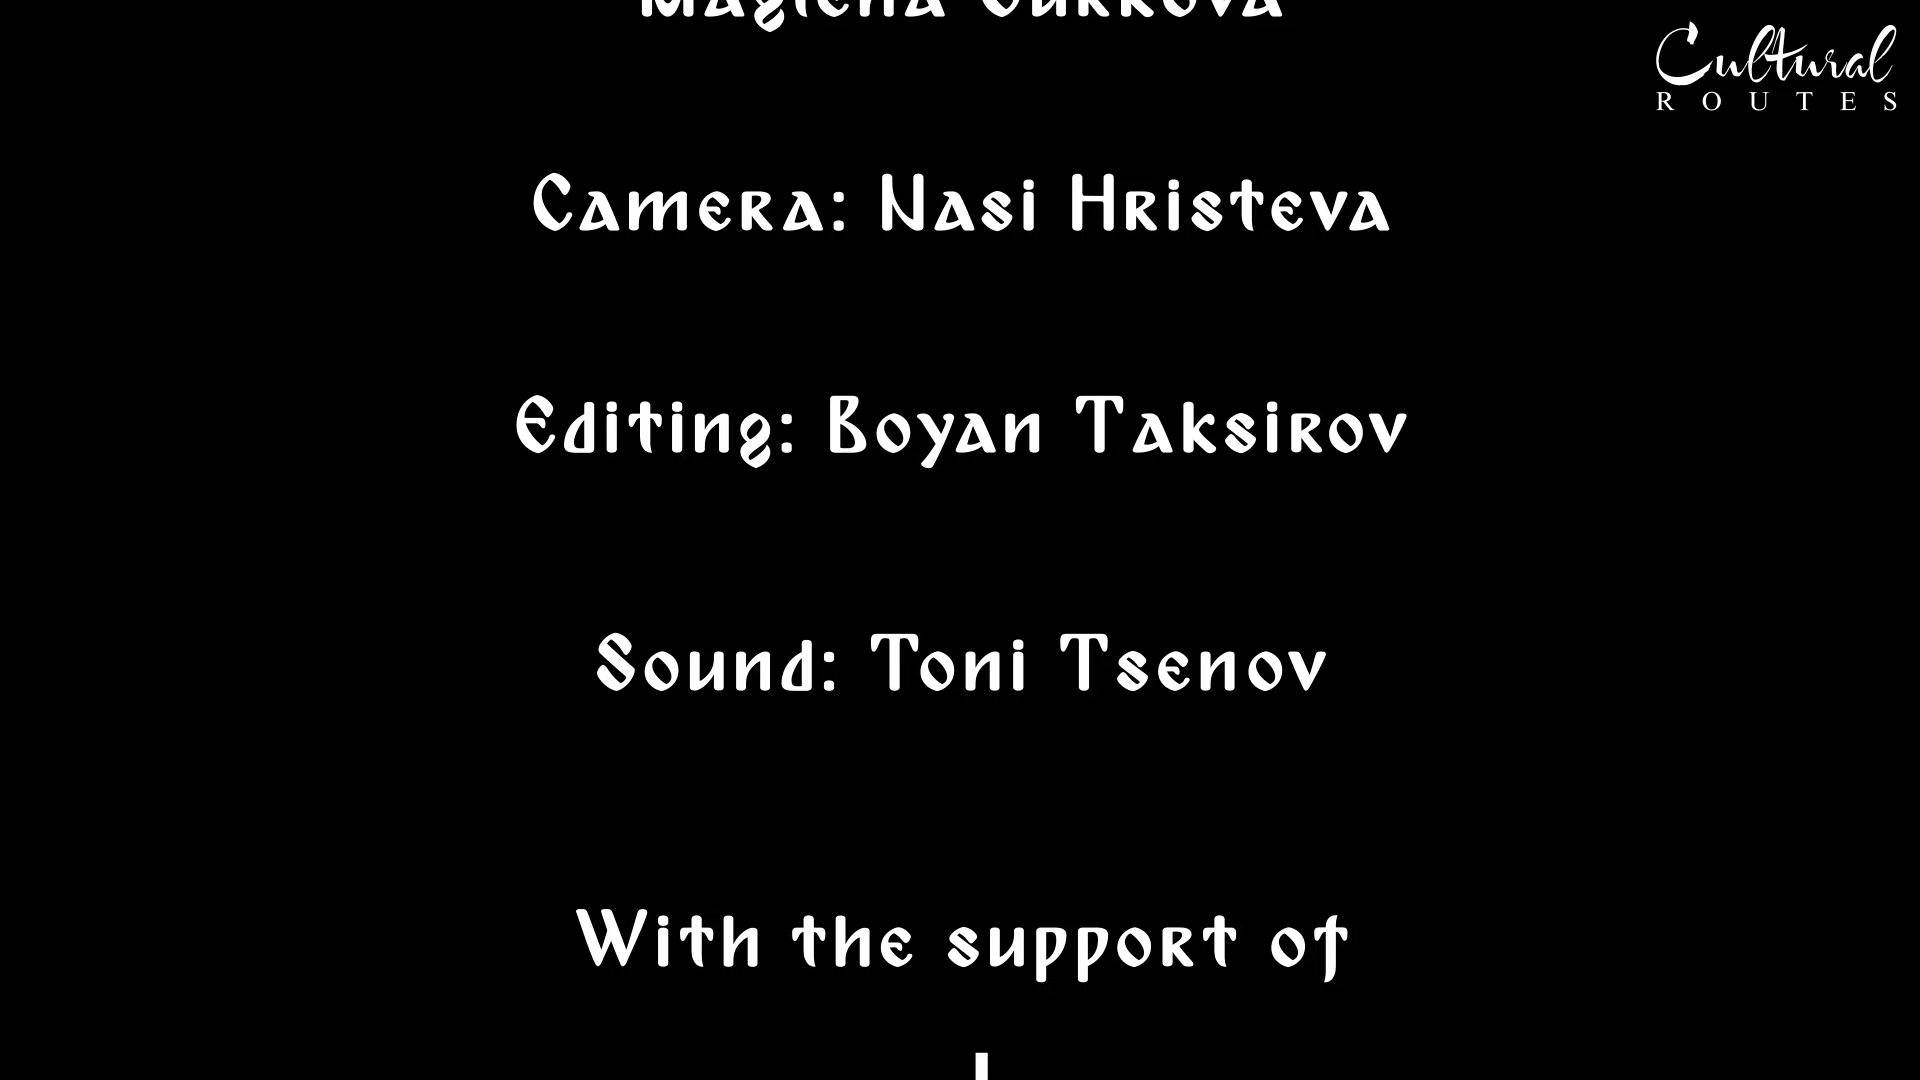 Cultural
ROUTES
Camera: Nasi Hristeva
Editing: Boyan Taksirov
Sound: Toni Tsenov
With the support of